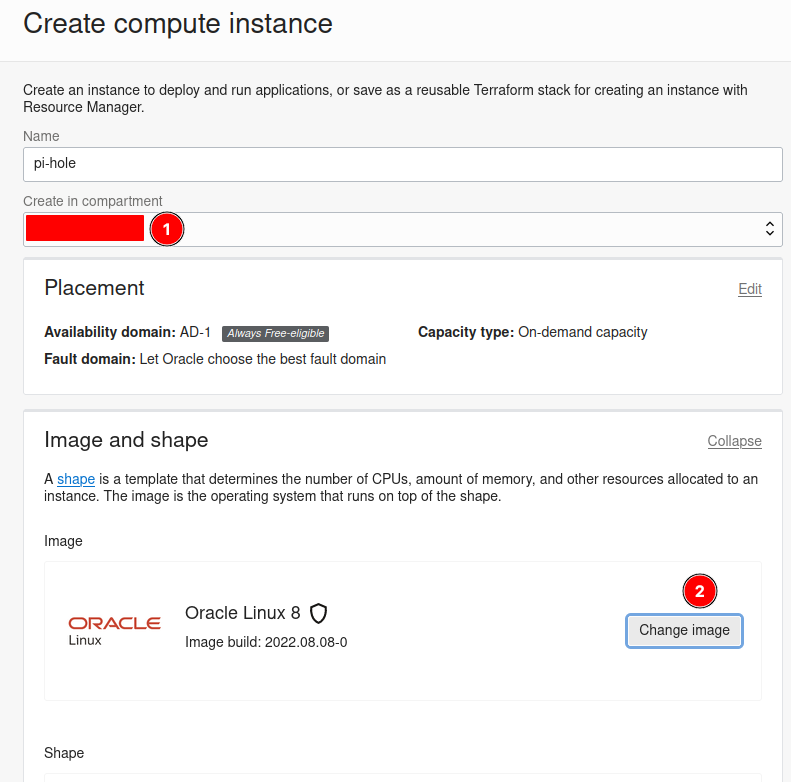 Create compute instance
Create an instance to deploy and run applications, or save as a reusable Terraform stack for creating an instance with
Resource Manager.
Name
pi-hole
Create in compartment
1
Placement
Edit
Availability domain: AD-1 Always Free-eligible
Capacity type: On-demand capacity
Fault domain: Let Oracle choose the best fault domain
Image and shape
Collapse
A shape is a template that determines the number of CPUs, amount of memory, and other resources allocated to an
instance. The image is the operating system that runs on top of the shape.
Image
2
ORACLE
Linux
Oracle Linux 8
Image build: 2022.08.08-0
Change image
Shape